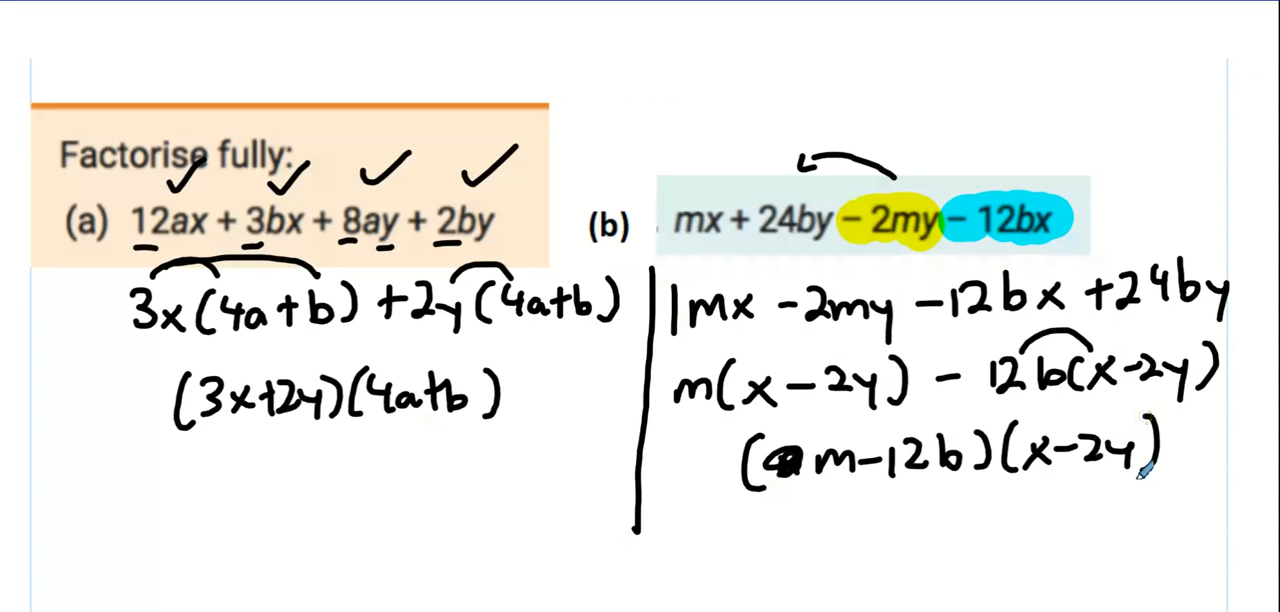 Factorise fully:
(a) 12ax + 3bx + 8ay + 2by
3x(4a+b) +2y(4a+b)
(3x+2y)(4a+b)
(b) mx + 24by − 2my − 12bx
1mx -2my -12bx +24by
m(x-2y) - 12b(x-2y)
(m-12b)(x-2y)